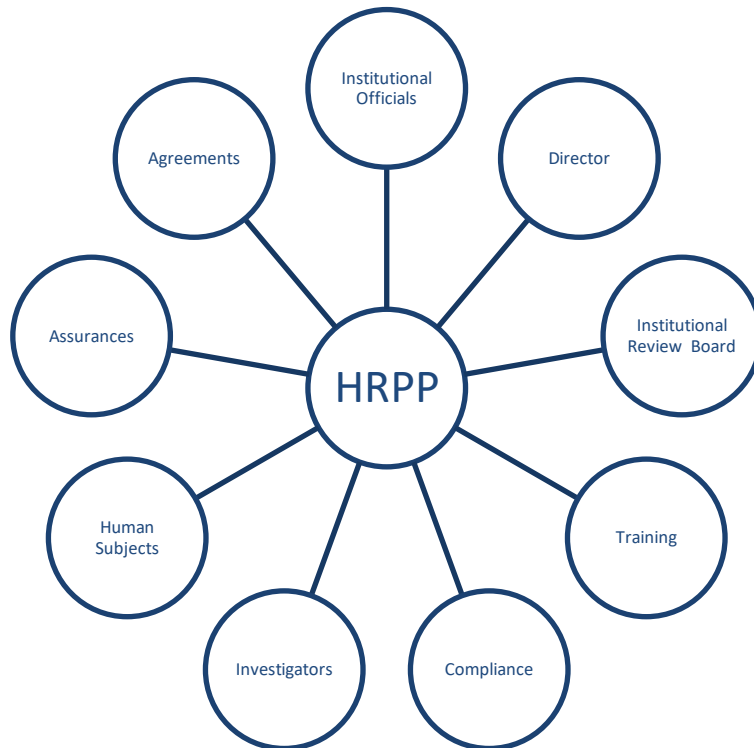 Institutional
Officials
Director
Institutional
Review Board
Training
Compliance
Investigators
Human
Subjects
Assurances
Agreements
HRPP